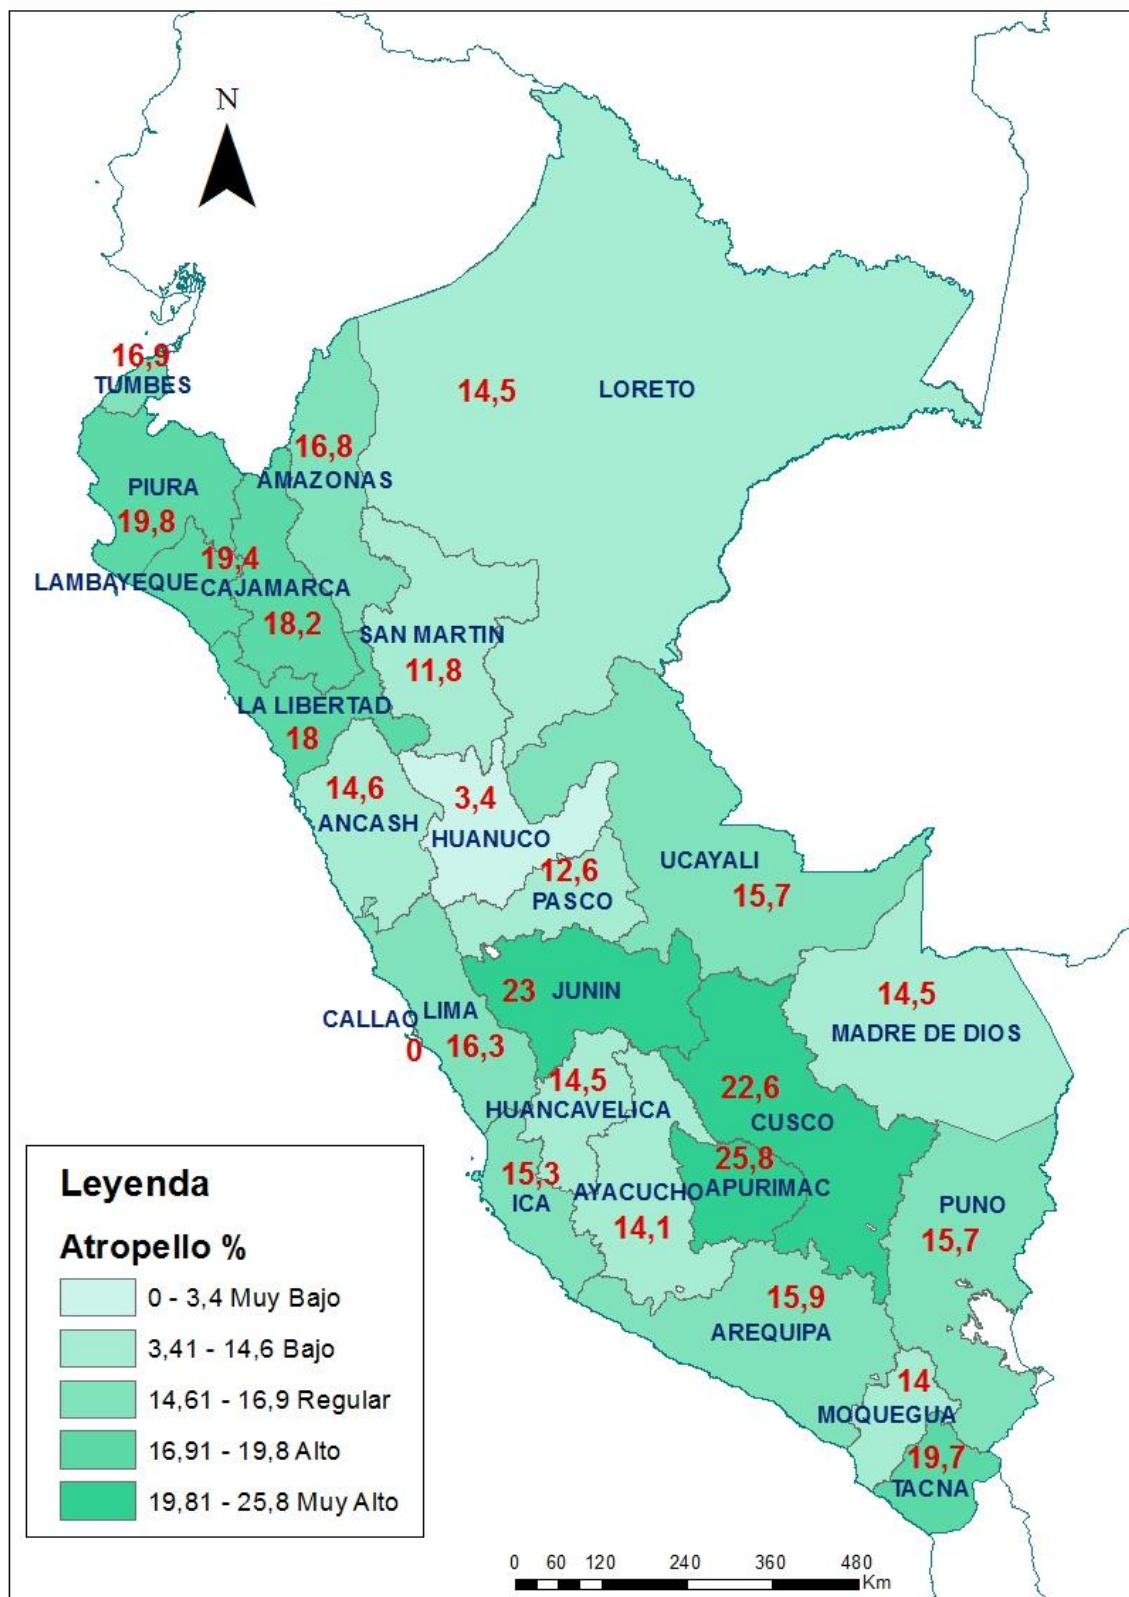 N
16,9
TUMBES
14,5
LORETO
16,8
AMAZONAS
PIURA
19,8
19,4
LAMBAYEQUE
CAJAMARCA
18,2
SAN MARTIN
11,8
LA LIBERTAD
18
14,6
ANCASH
3,4
HUANUCO
12,6
PASCO
UCAYALI
15,7
23
JUNIN
14,5
MADRE DE DIOS
CALLAO
0
LIMA
16,3
14,5
HUANCAVELICA
22,6
CUSCO
25,8
APURIMAC
15,3
ICA
AYACUCHO
14,1
PUNO
15,7
15,9
AREQUIPA
14
MOQUEGUA
19,7
TACNA
Leyenda
Atropello %
0 - 3,4 Muy Bajo
3,41 - 14,6 Bajo
14,61 - 16,9 Regular
16,91 - 19,8 Alto
19,81 - 25,8 Muy Alto
0 60 120 240 360 480
Km